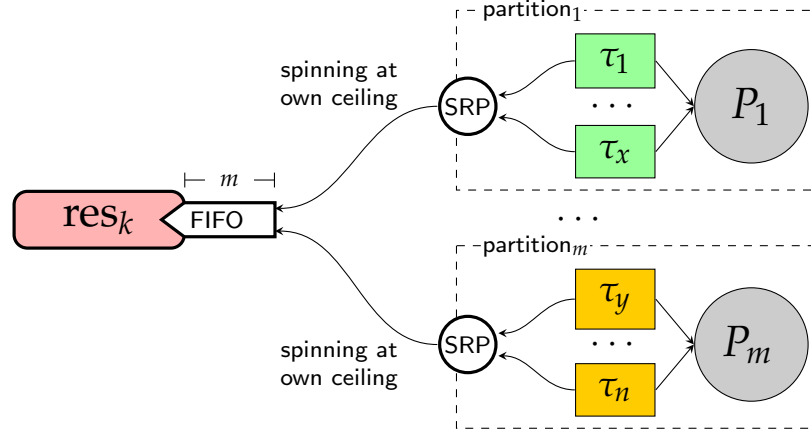 partition₁
spinning at
own ceiling
SRP
τ₁
. . .
τₓ
P₁
m
resₖ
FIFO
. . .
partitionₘ
spinning at
own ceiling
SRP
τ_y
. . .
τₙ
Pₘ